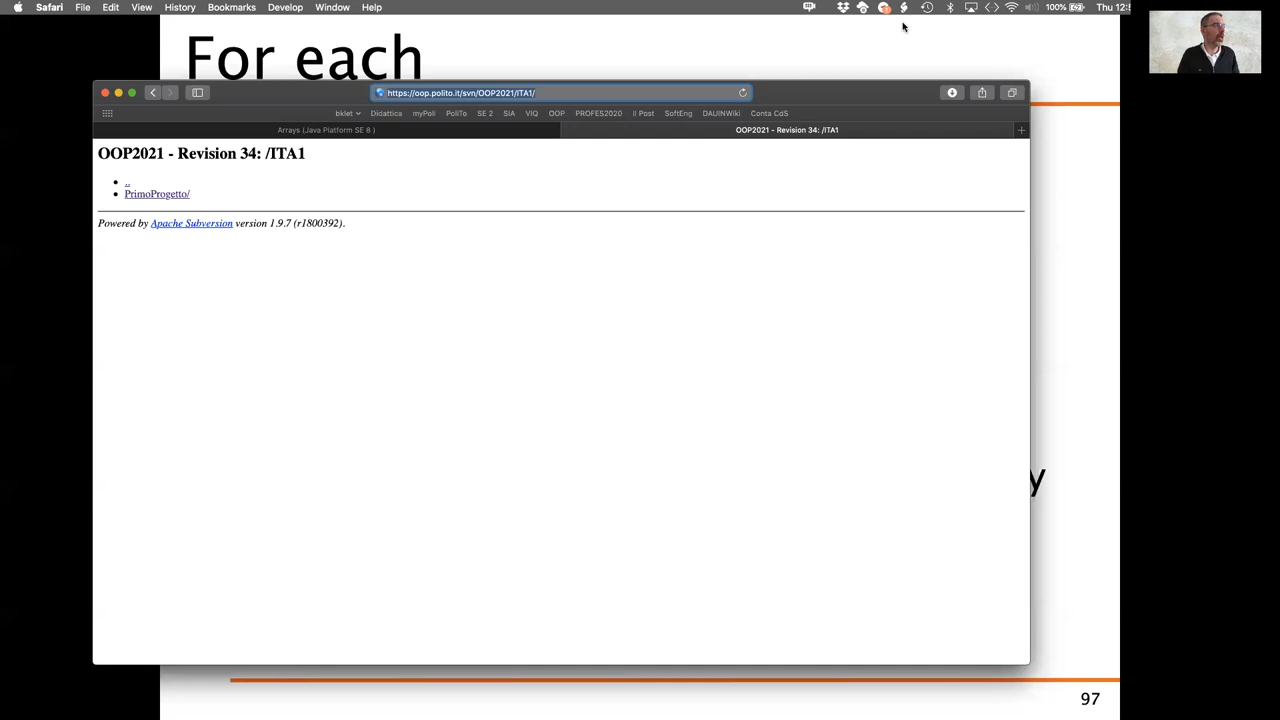 Safari File Edit View History Bookmarks Develop Window Help 100% Thu 12:5
For each
https://oop.polito.it/svn/OOP2021/ITA1/
bklet Didattica myPoli PoliTo SE 2 SIA VIQ OOP PROFES2020 Il Post SoftEng DAUINWiki Conta CdS
Arrays (Java Platform SE 8 ) OOP2021 - Revision 34: /ITA1
OOP2021 - Revision 34: /ITA1
..
PrimoProgetto/
Powered by Apache Subversion version 1.9.7 (r1800392).
y
97